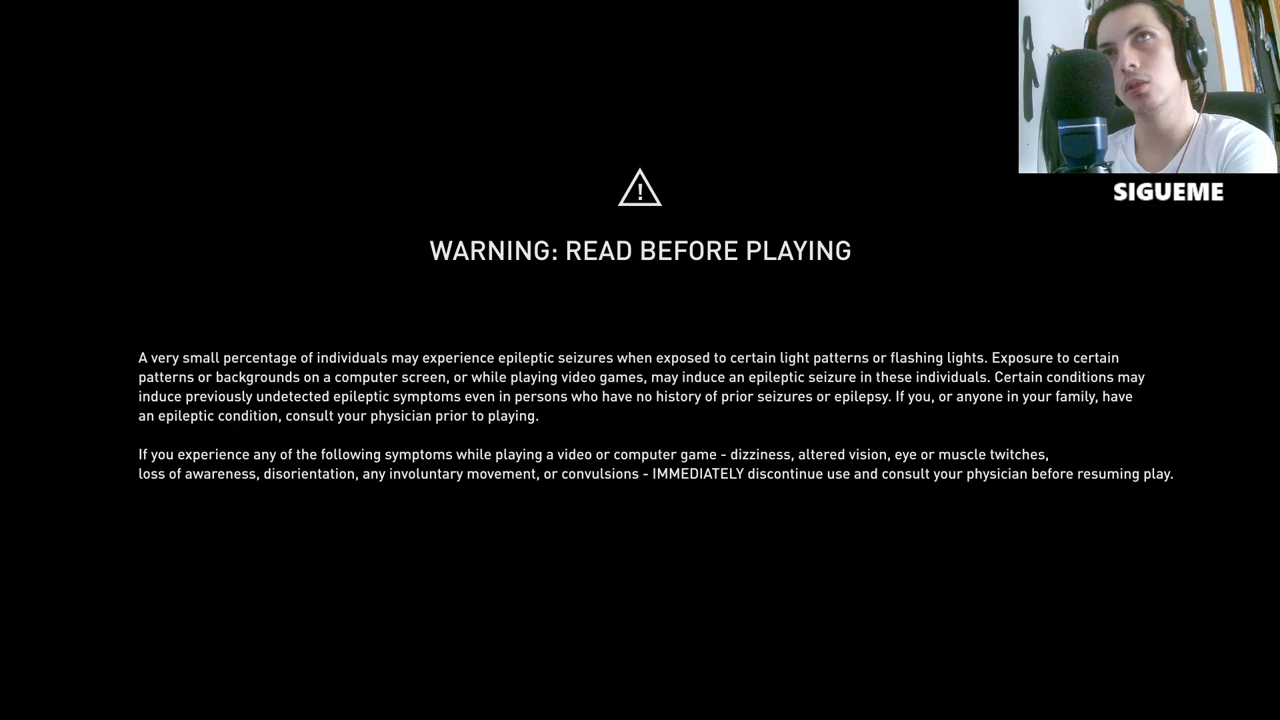 SIGUEME
!
WARNING: READ BEFORE PLAYING
A very small percentage of individuals may experience epileptic seizures when exposed to certain light patterns or flashing lights. Exposure to certain
patterns or backgrounds on a computer screen, or while playing video games, may induce an epileptic seizure in these individuals. Certain conditions may
induce previously undetected epileptic symptoms even in persons who have no history of prior seizures or epilepsy. If you, or anyone in your family, have
an epileptic condition, consult your physician prior to playing.
If you experience any of the following symptoms while playing a video or computer game - dizziness, altered vision, eye or muscle twitches,
loss of awareness, disorientation, any involuntary movement, or convulsions - IMMEDIATELY discontinue use and consult your physician before resuming play.